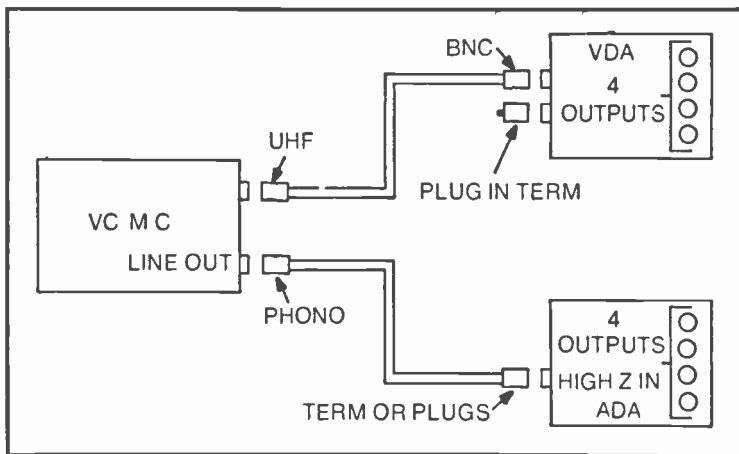 BNC
VDA
4
OUTPUTS
UHF
PLUG IN TERM
VC M C
LINE OUT
PHONO
4
OUTPUTS
HIGH Z IN
ADA
TERM OR PLUGS